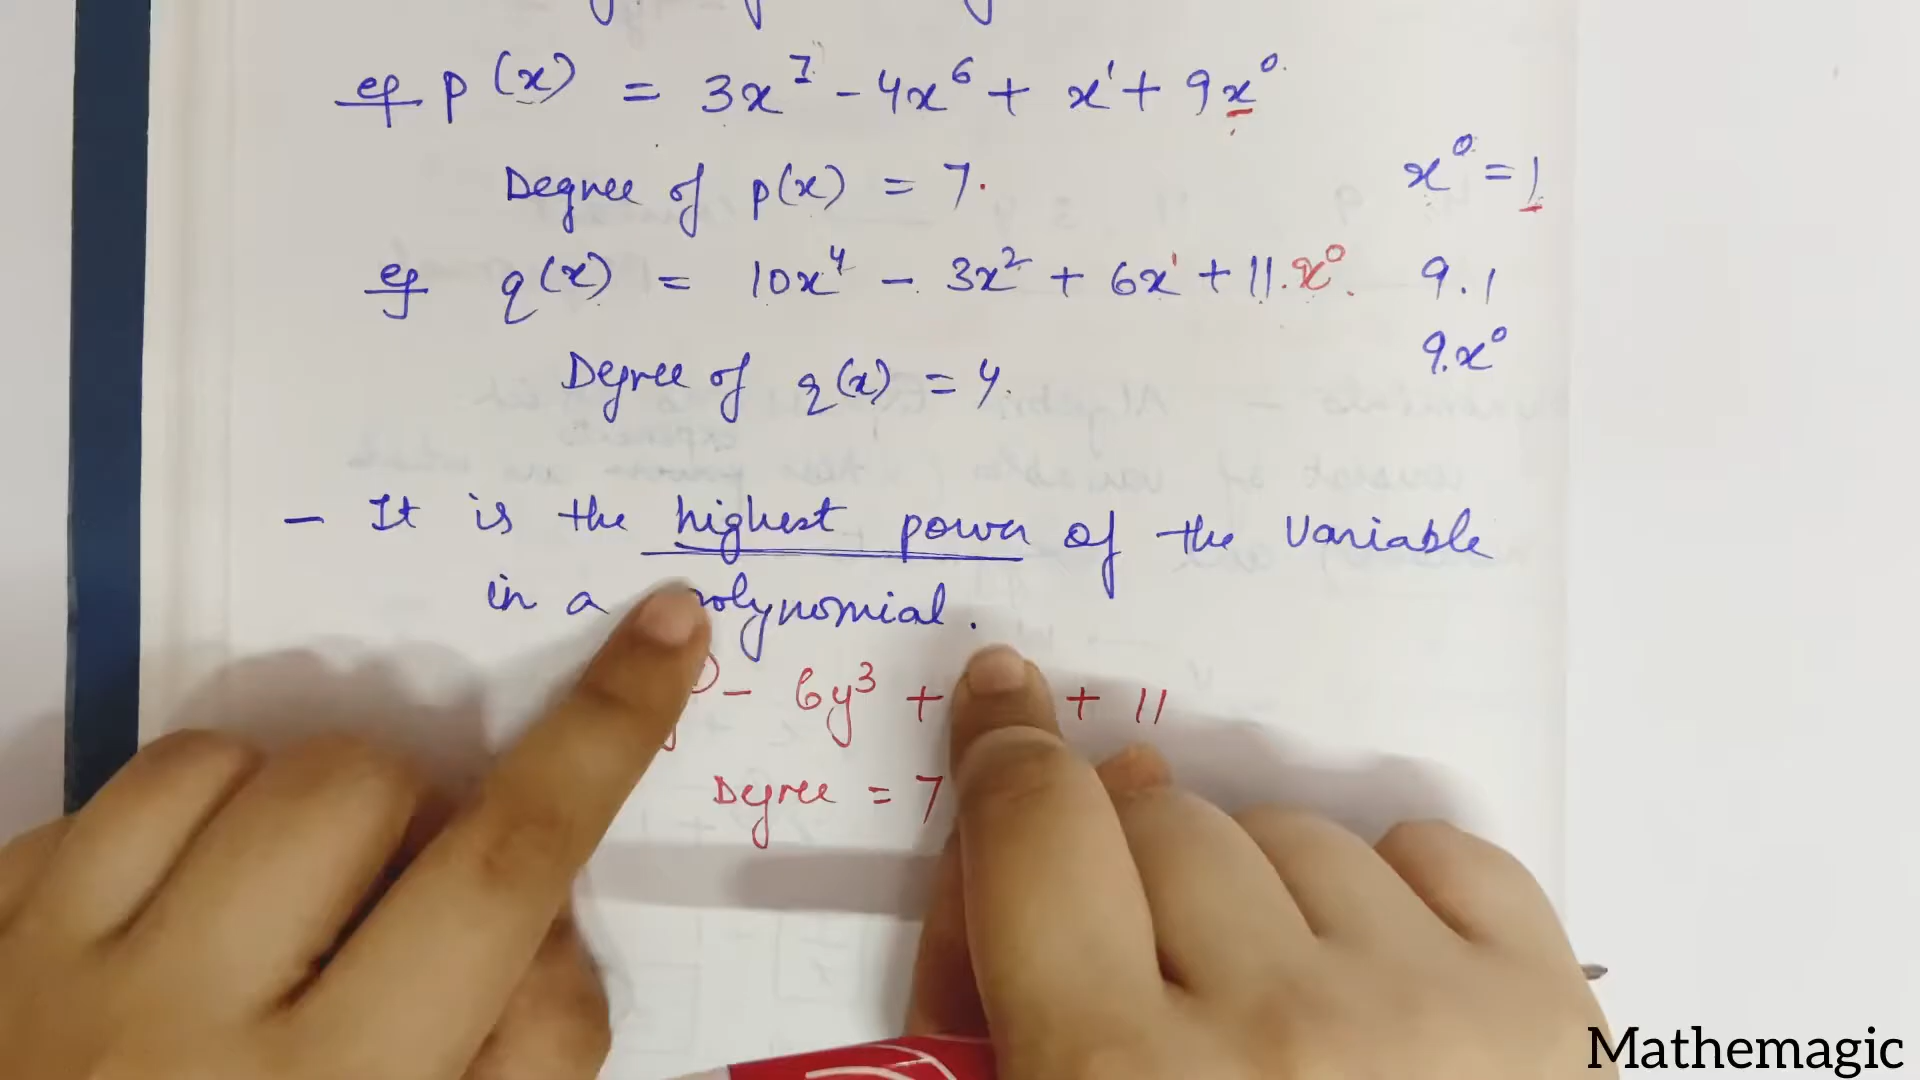 eg p(x) = 3x⁷ - 4x⁶ + x¹ + 9x⁰
Degree of p(x) = 7.
x⁰ = 1
eg q(x) = 10x⁴ - 3x² + 6x¹ + 11.x⁰.
9.1
9.x⁰
Degree of q(x) = 4.
- It is the highest power of the variable
in a polynomial.
- 6y³ + + 11
Degree = 7
Mathemagic